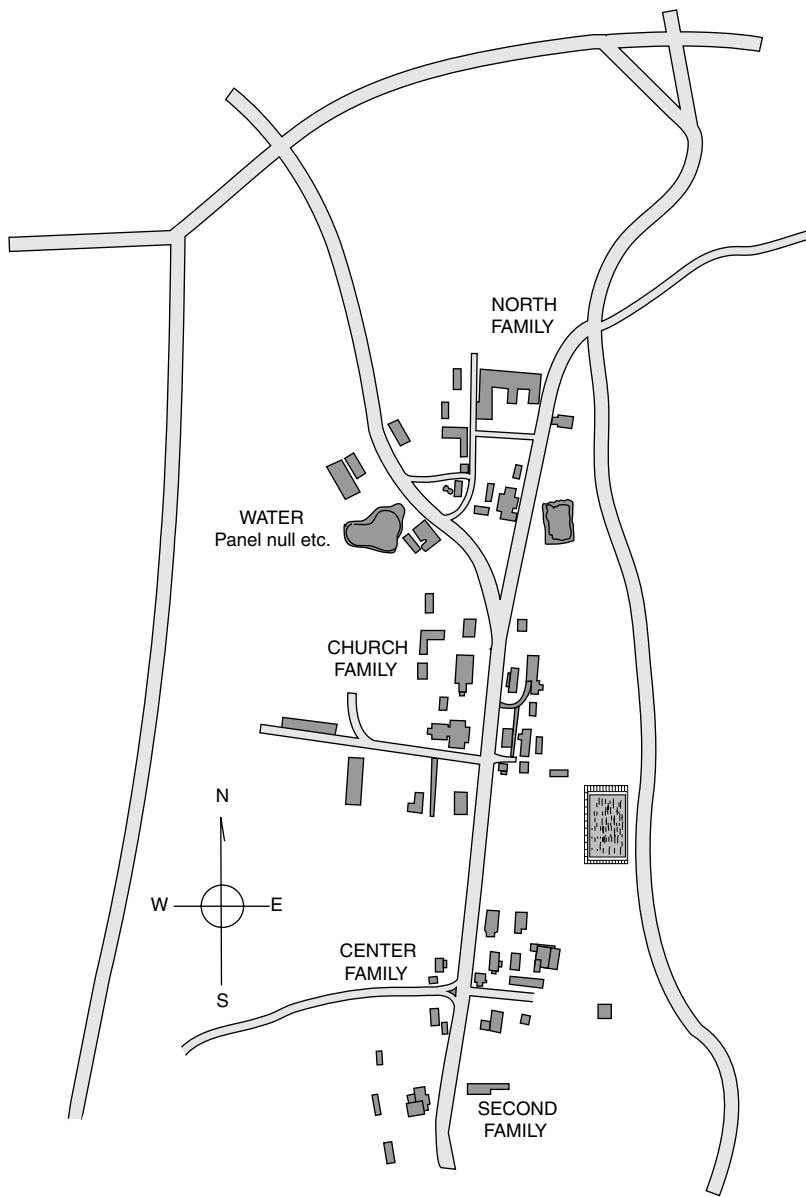 NORTH
FAMILY
WATER
Panel null etc.
CHURCH
FAMILY
N
W
E
S
CENTER
FAMILY
SECOND
FAMILY